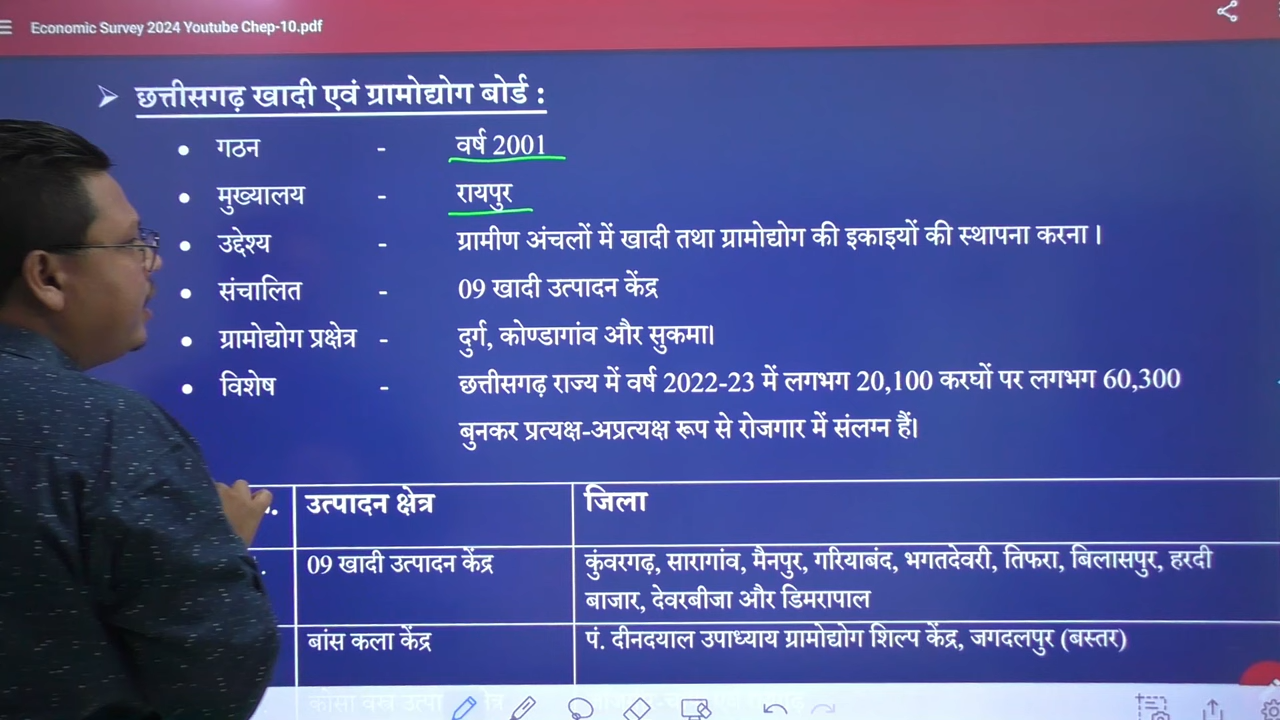 Economic Survey 2024 Youtube Chep-10.pdf
छत्तीसगढ़ खादी एवं ग्रामोद्योग बोर्ड :
गठन - वर्ष 2001
मुख्यालय - रायपुर
उद्देश्य - ग्रामीण अंचलों में खादी तथा ग्रामोद्योग की इकाइयों की स्थापना करना।
संचालित - 09 खादी उत्पादन केंद्र
ग्रामोद्योग प्रक्षेत्र - दुर्ग, कोण्डागांव और सुकमा।
विशेष - छत्तीसगढ़ राज्य में वर्ष 2022-23 में लगभग 20,100 करघों पर लगभग 60,300
बुनकर प्रत्यक्ष-अप्रत्यक्ष रूप से रोजगार में संलग्न हैं।
उत्पादन क्षेत्र जिला
09 खादी उत्पादन केंद्र कुंवरगढ़, सारागांव, मैनपुर, गरियाबंद, भगतदेवरी, तिफरा, बिलासपुर, हरदी
बाजार, देवरबीजा और डिमरापाल
बांस कला केंद्र पं. दीनदयाल उपाध्याय ग्रामोद्योग शिल्प केंद्र, जगदलपुर (बस्तर)